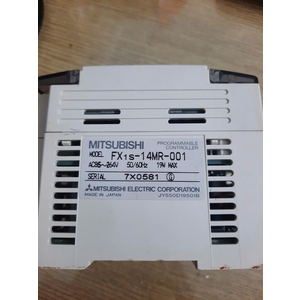 MITSUBISHI
PROGRAMMABLE
CONTROLLER
MODEL FX1S-14MR-001
AC85~264V 50/60Hz 19W MAX
SERIAL 7X0581 G
MITSUBISHI ELECTRIC CORPORATION
MADE IN JAPAN